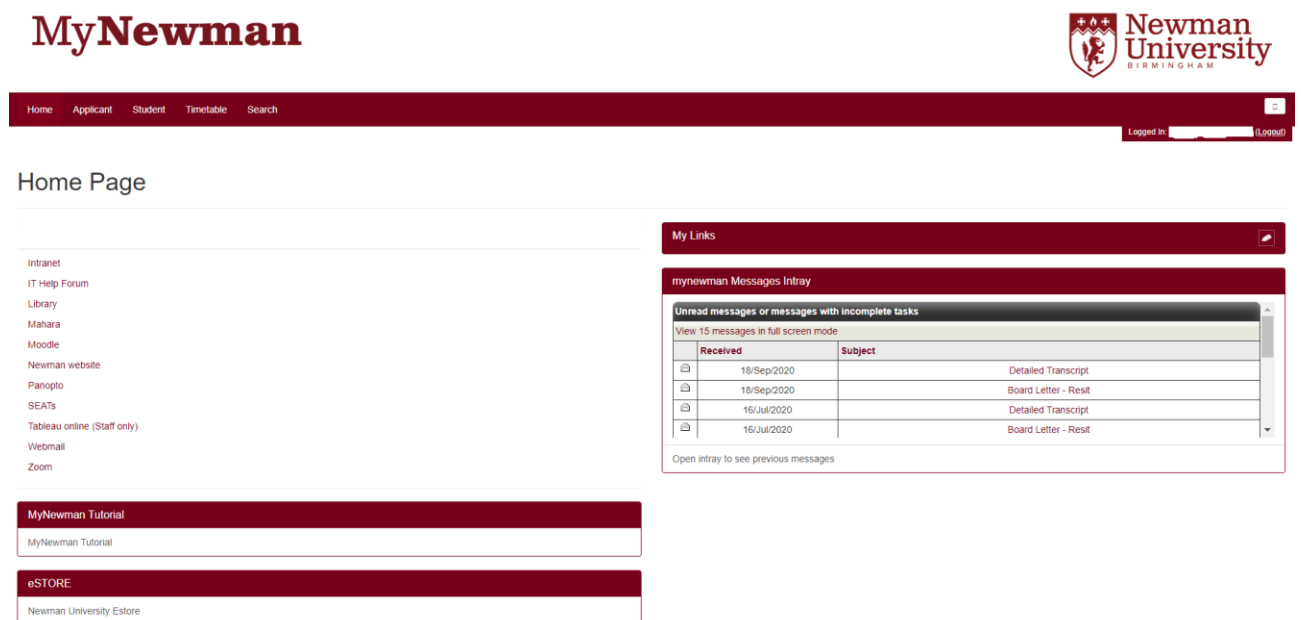 MyNewman
Newman
University
BIRMINGHAM
Home Applicant Student Timetable Search
Logged In: (Logout)
Home Page
Intranet
IT Help Forum
Library
Mahara
Moodle
Newman website
Panopto
SEATs
Tableau online (Staff only)
Webmail
Zoom
MyNewman Tutorial
MyNewman Tutorial
eSTORE
Newman University Estore
My Links
mynewman Messages Intray
Unread messages or messages with incomplete tasks
View 15 messages in full screen mode
Received Subject
18/Sep/2020 Detailed Transcript
18/Sep/2020 Board Letter - Resit
16/Jul/2020 Detailed Transcript
16/Jul/2020 Board Letter - Resit
Open intray to see previous messages